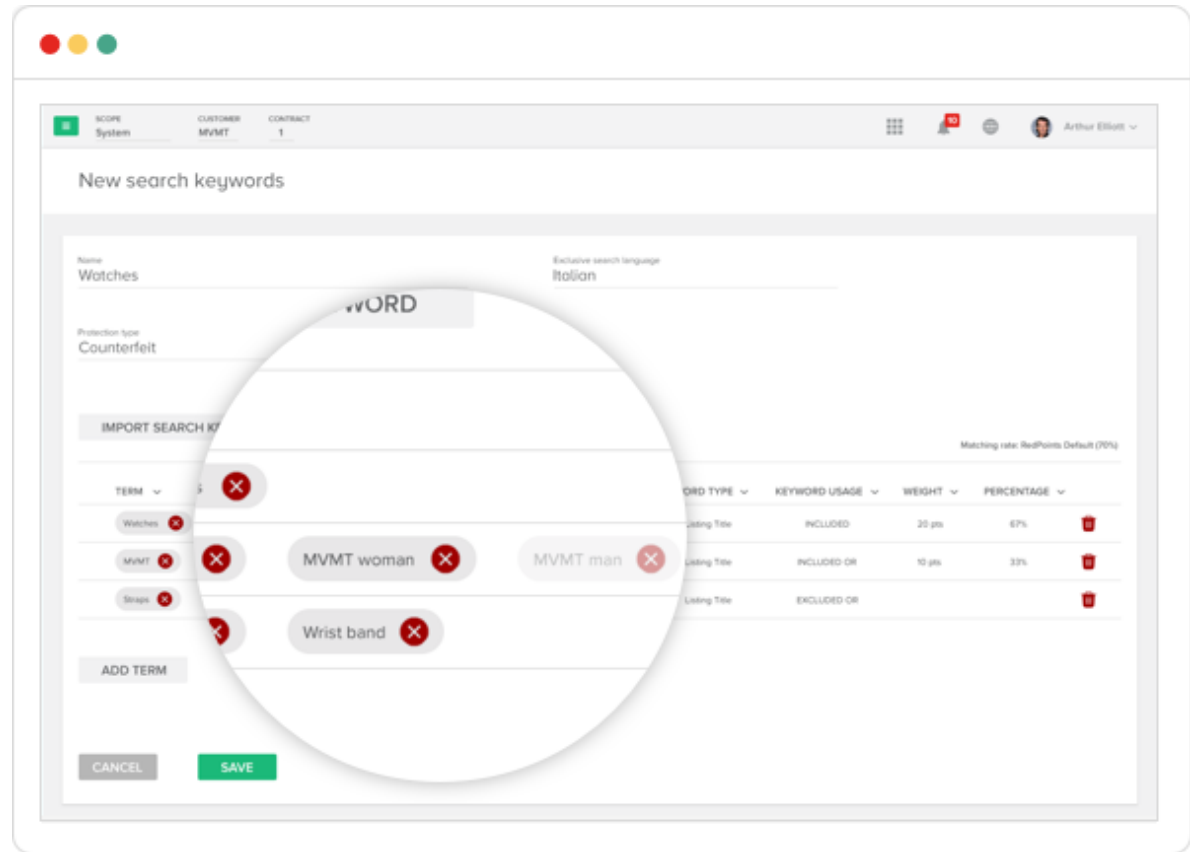 SCOPE CUSTOMER CONTRACT
System MVMT 1 10 Arthur Elliott
New search keywords
Name Exclusive search language
Watches Italian
WORD
Protection type
Counterfeit
IMPORT SEARCH KE
Matching rate: RedPoints Default (70%)
TERM S ORD TYPE KEYWORD USAGE WEIGHT PERCENTAGE
Watches Listing Title INCLUDED 20 pts 67%
MVMT MVMT woman MVMT man Listing Title INCLUDED OR 10 pts 33%
Straps Wrist band Listing Title EXCLUDED OR
ADD TERM
CANCEL SAVE